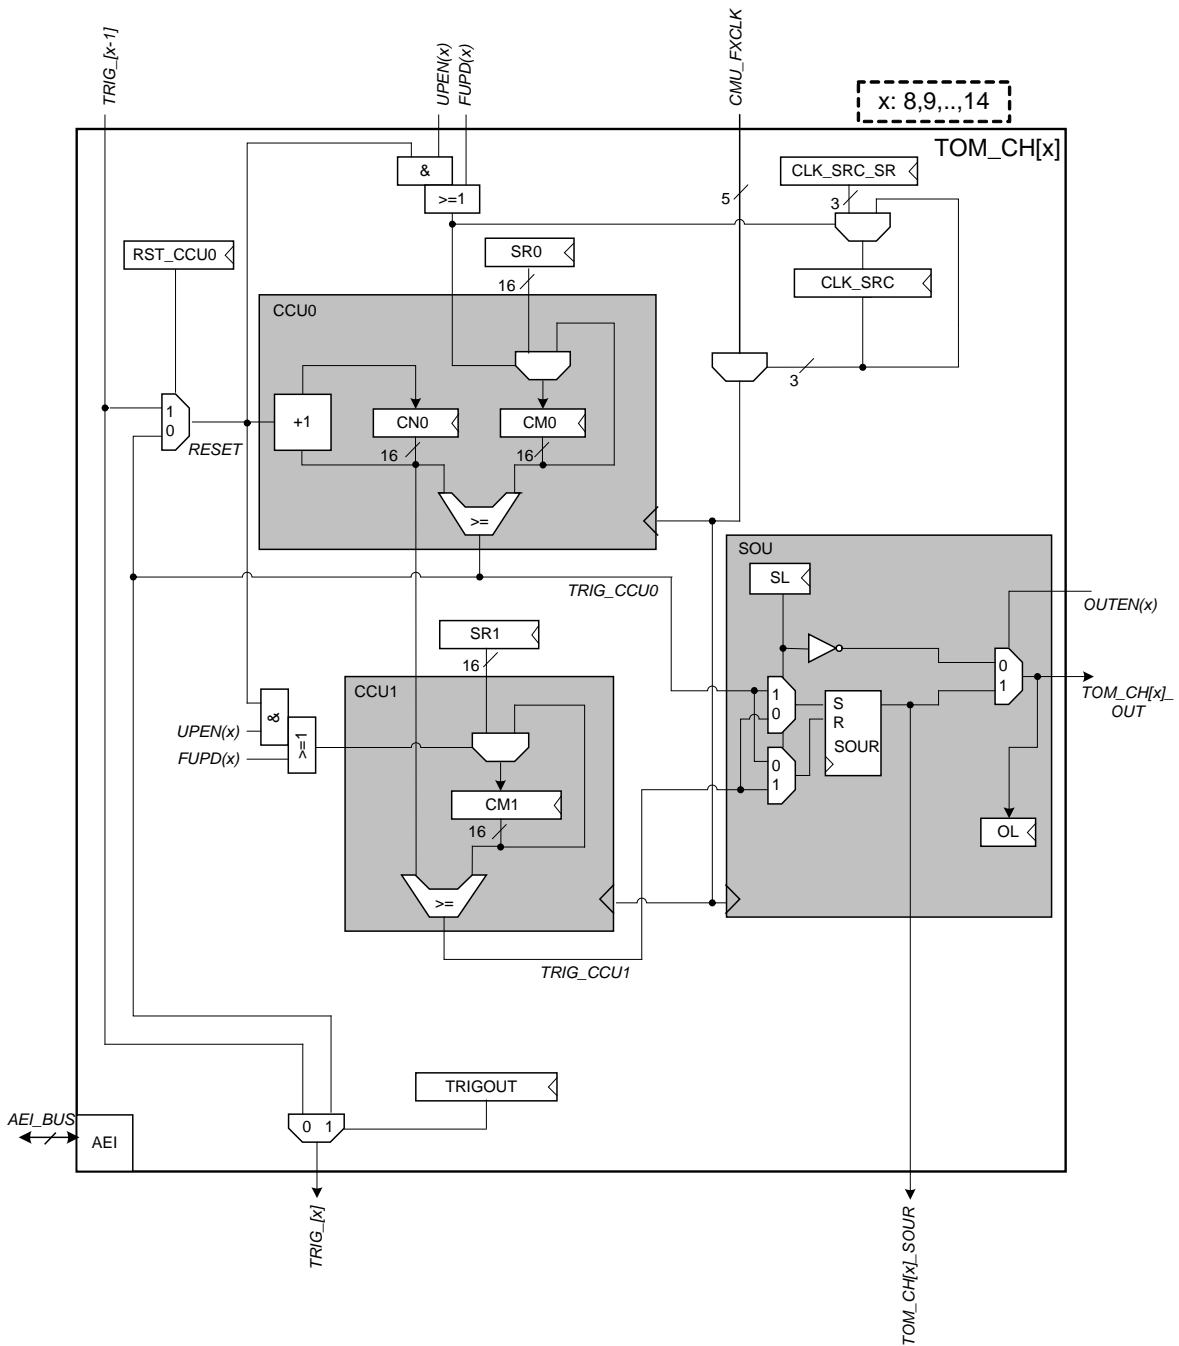 TRIG_[x-1]
UPEN(x)
FUPD(x)
CMU_FXCLK
x: 8,9,..,14
TOM_CH[x]
&
>=1
CLK_SRC_SR
5
3
RST_CCU0
SR0
16
CLK_SRC
CCU0
3
1
0
RESET
+1
CN0
CM0
16
16
>=
SOU
SL
TRIG_CCU0
OUTEN(x)
SR1
16
0
1
TOM_CH[x]_
OUT
CCU1
1
0
S
R
SOUR
&
>=1
UPEN(x)
FUPD(x)
0
1
CM1
16
OL
>=
TRIG_CCU1
TRIGOUT
AEI_BUS
AEI
0 1
TRIG_[x]
TOM_CH[x]_SOUR